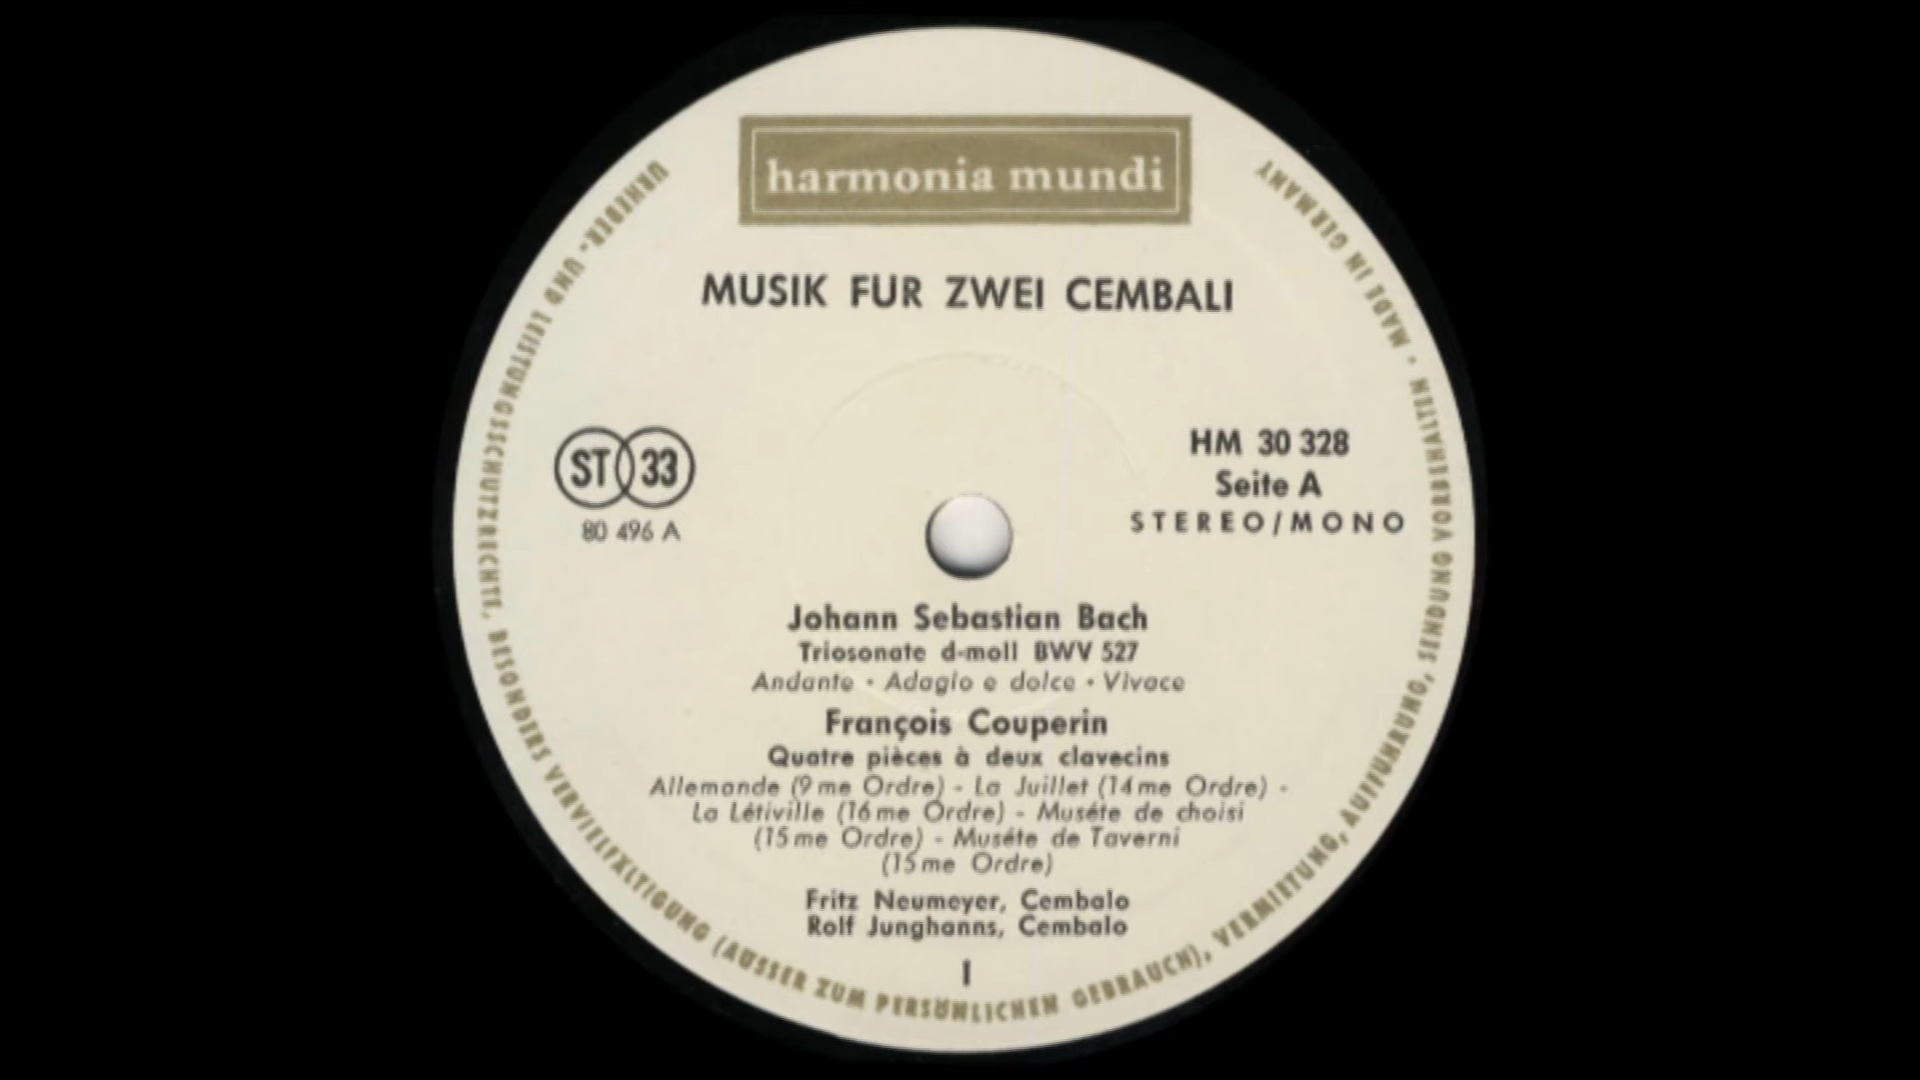 harmonia mundi
MUSIK FUR ZWEI CEMBALI
ST 33
80 496 A
HM 30 328
Seite A
STEREO/MONO
Johann Sebastian Bach
Triosonate d-moll BWV 527
Andante • Adagio e dolce • Vivace
François Couperin
Quatre pièces à deux clavecins
Allemande (9me Ordre) - La Juillet (14me Ordre) -
La Létiville (16me Ordre) - Muséte de choisi
(15me Ordre) - Muséte de Taverni
(15me Ordre)
Fritz Neumeyer, Cembalo
Rolf Junghanns, Cembalo
I
URHEBER- UND LEISTUNGSSCHUTZRECHTE, BESONDERS VERVIELFÄLTIGUNG (AUSSER ZUM PERSÖNLICHEN GEBRAUCH), VERMIETUNG, AUFFÜHRUNG, SENDUNG VORBEHALTEN • MADE IN GERMANY